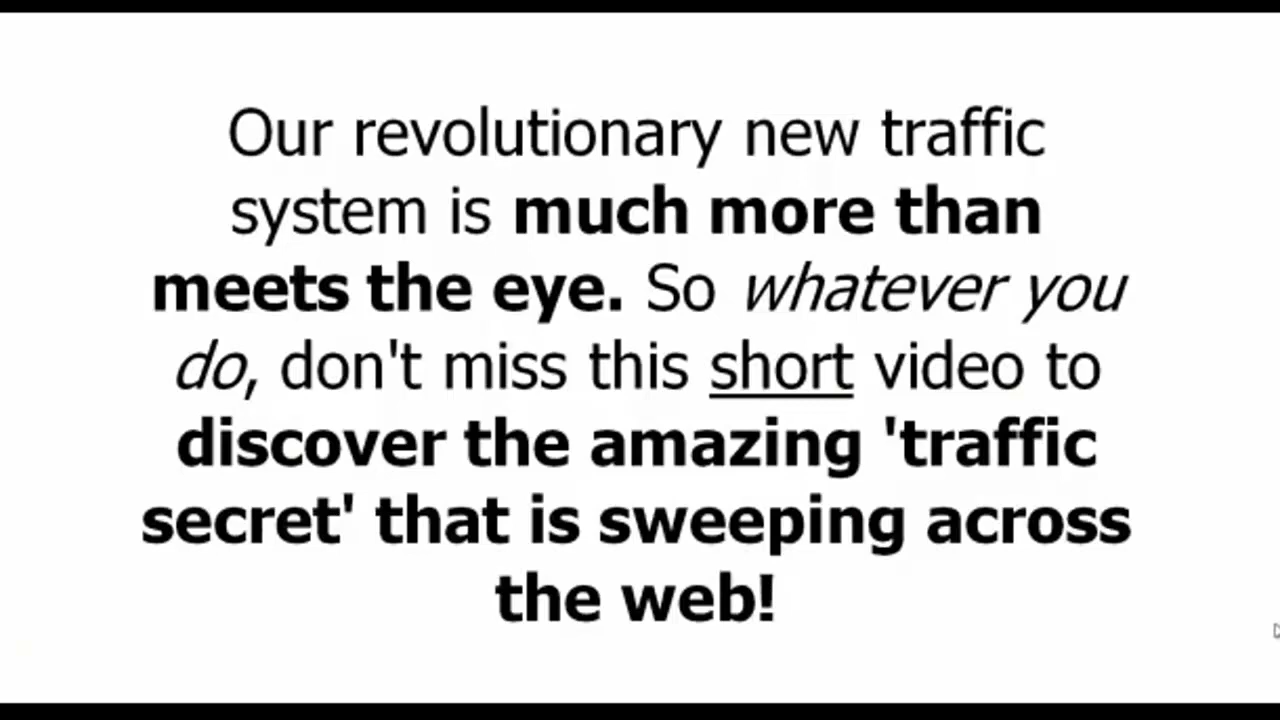 Our revolutionary new traffic
system is much more than
meets the eye. So whatever you
do, don't miss this short video to
discover the amazing 'traffic
secret' that is sweeping across
the web!